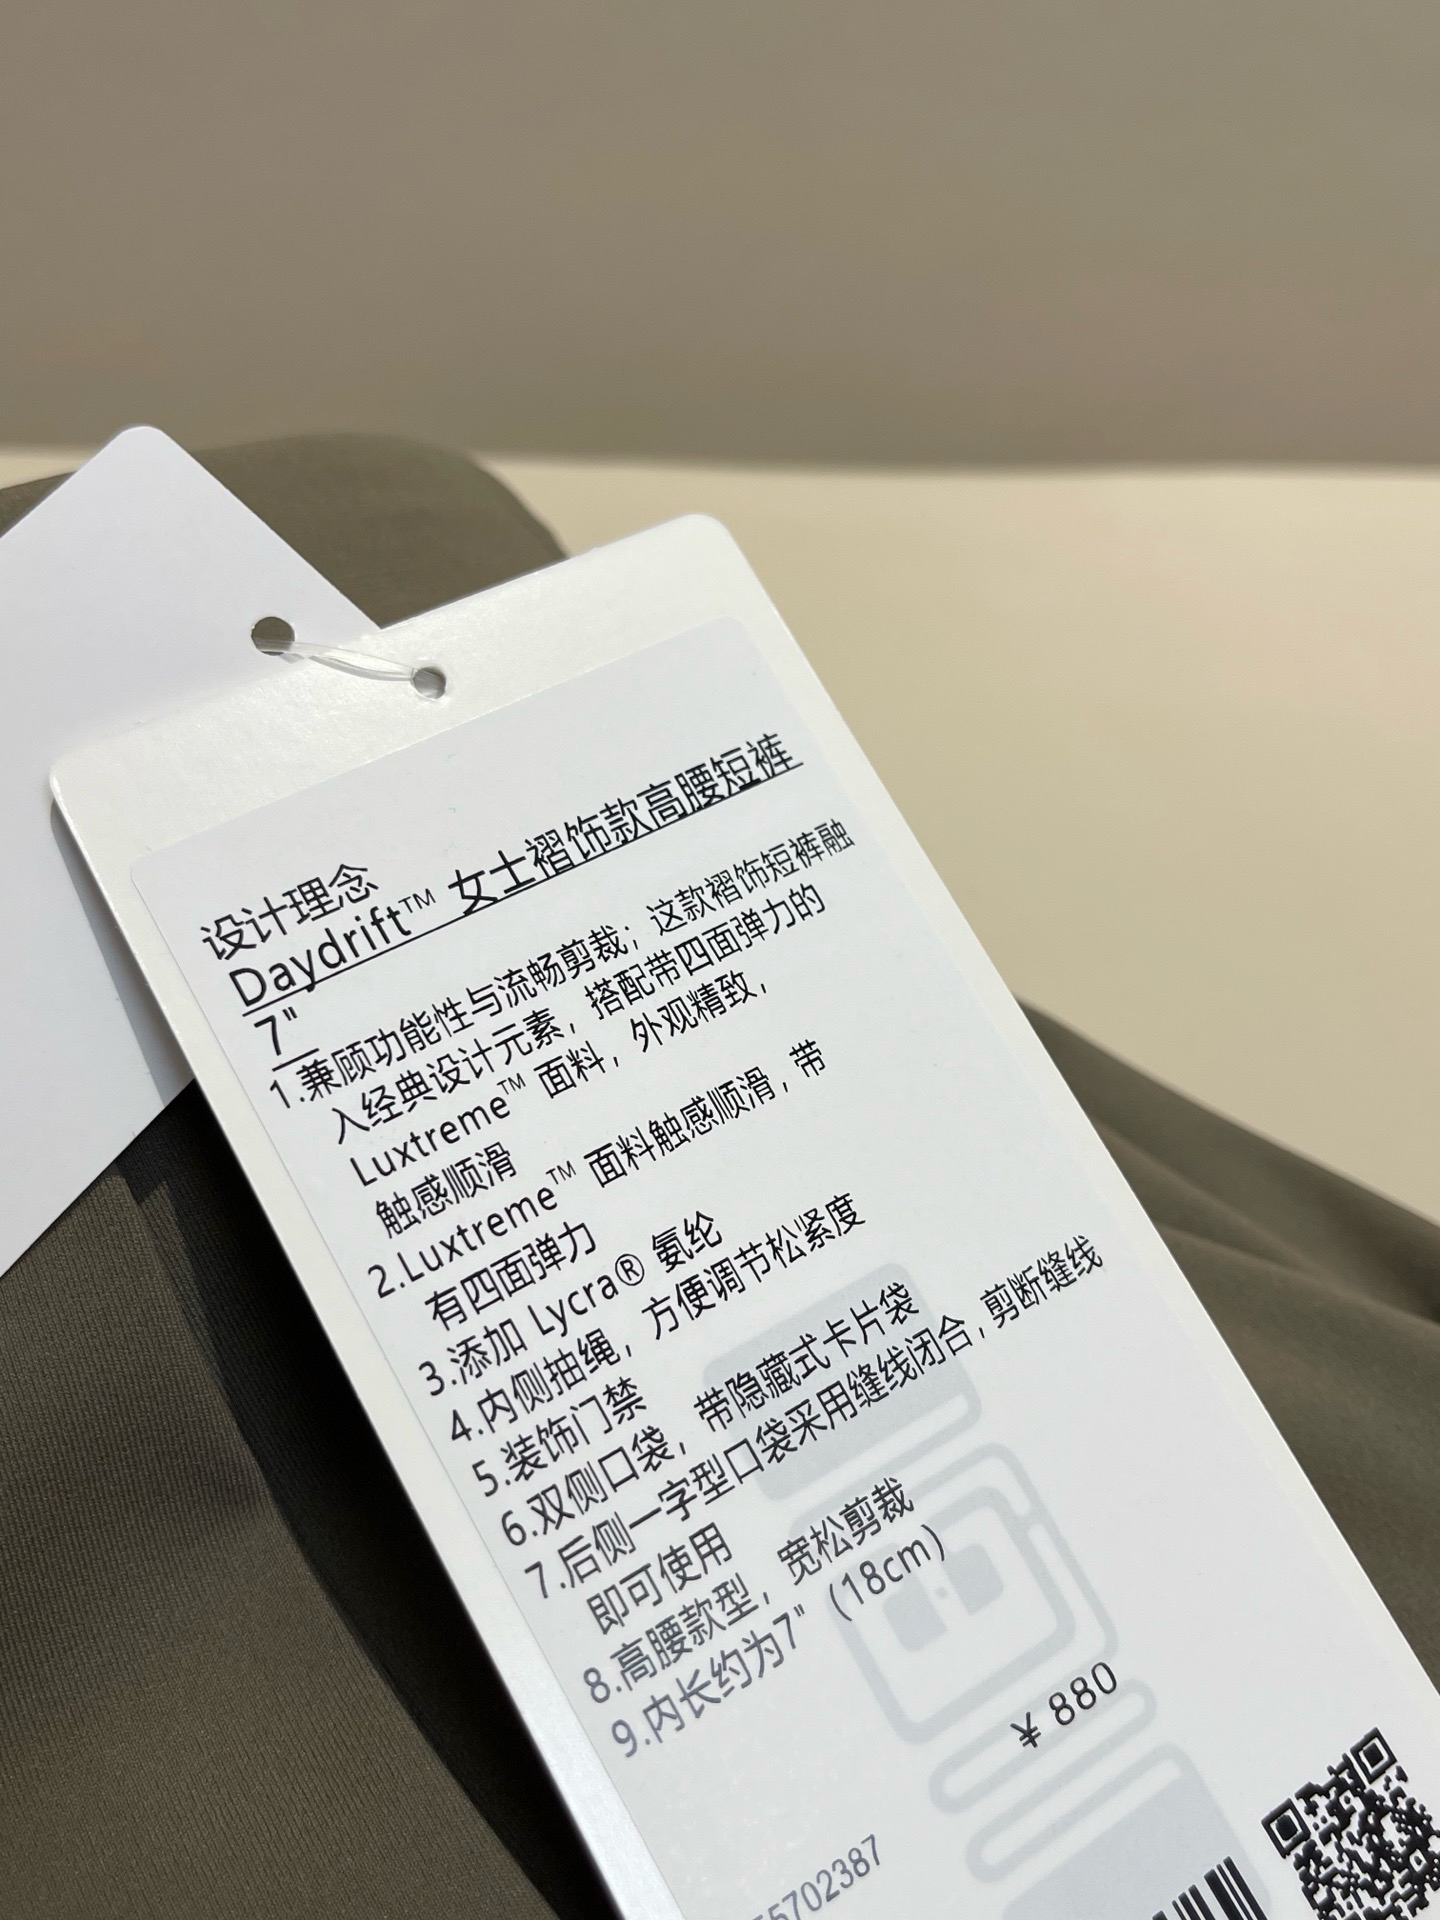 设计理念
Daydrift™ 女士褶饰款高腰短裤
7"
1.兼顾功能性与流畅剪裁；这款褶饰短裤融
入经典设计元素，搭配带四面弹力的
Luxtreme™ 面料，外观精致，
触感顺滑
2.Luxtreme™ 面料触感顺滑，带
有四面弹力
3.添加 Lycra® 氨纶
4.内侧抽绳，方便调节松紧度
5.装饰门禁
6.双侧口袋，带隐藏式卡片袋
7.后侧一字型口袋采用缝线闭合，剪断缝线
即可使用
8.高腰款型，宽松剪裁
9.内长约为7" (18cm)
¥ 880
5702387